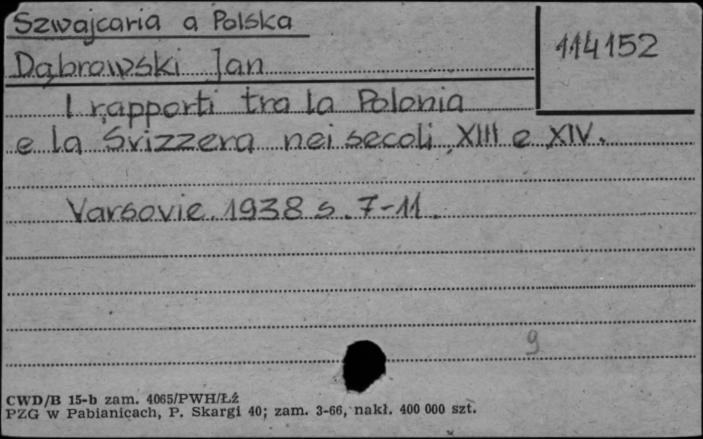 Szwajcaria a Polska
114152
Dąbrowski Jan
I rapporti tra la Polonia
e la Svizzera nei secoli XIII e XIV.
Varsovie 1938 s. 7-11.
9
CWD/B 15-b zam. 4065/PWH/Łż
PZG w Pabianicach, P. Skargi 40; zam. 3-66, nakł. 400 000 szt.